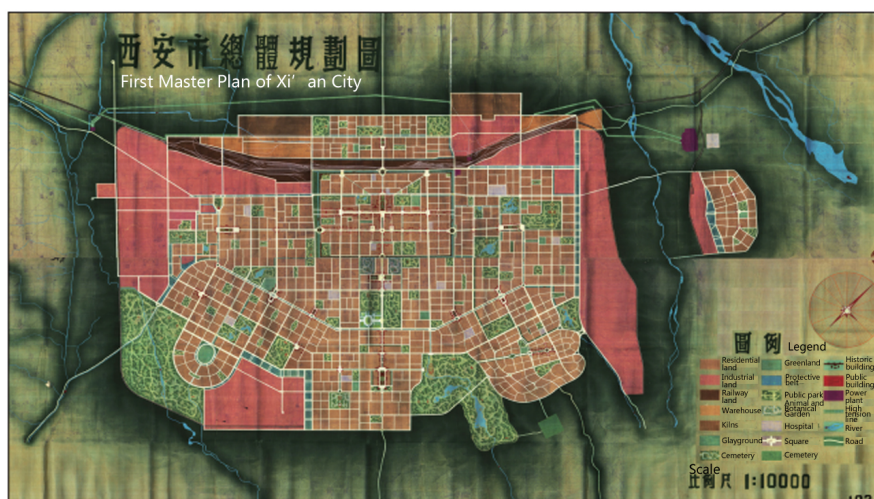 西安市總體規劃圖
First Master Plan of Xi’an City
圖例 Legend
Residential land
Industrial land
Railway land
Warehouse
Kilns
Glayground
Cemetery
Greenland
Protective belt
Public park
Animal and Botanical Garden
Hospital
Square
Cemetery
Historic building
Public building
Power plant
High tension line
River
Road
Scale
比例尺 1:10000